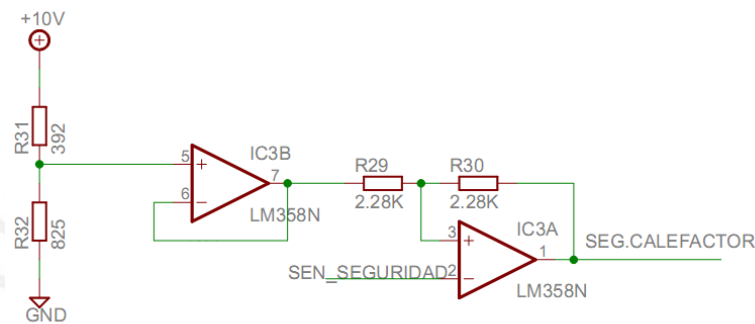 +10V
R31
392
R32
825
GND
5
6
7
+
-
IC3B
LM358N
R29
2.28K
R30
2.28K
IC3A
3
2
1
+
-
LM358N
SEN_SEGURIDAD
SEG.CALEFACTOR